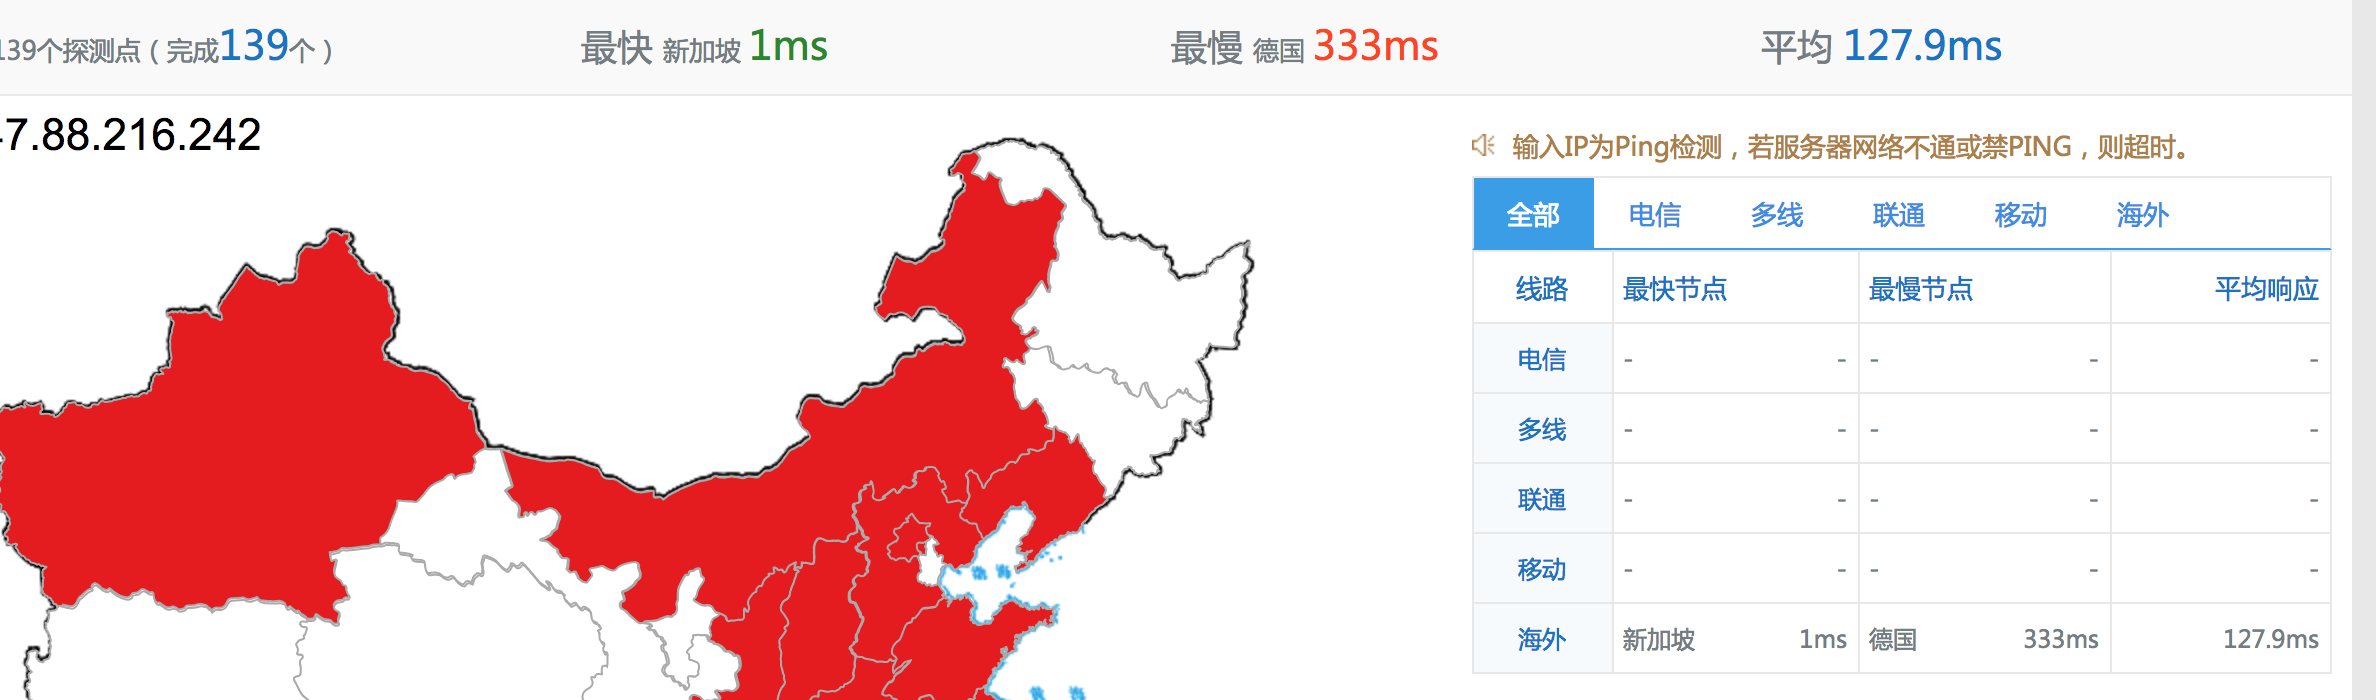 139个探测点（完成139个）
最快 新加坡 1ms
最慢 德国 333ms
平均 127.9ms
7.88.216.242
输入IP为Ping检测，若服务器网络不通或禁PING，则超时。
全部 电信 多线 联通 移动 海外
线路 最快节点 最慢节点 平均响应
电信 - - - - -
多线 - - - - -
联通 - - - - -
移动 - - - - -
海外 新加坡 1ms 德国 333ms 127.9ms
渤 海